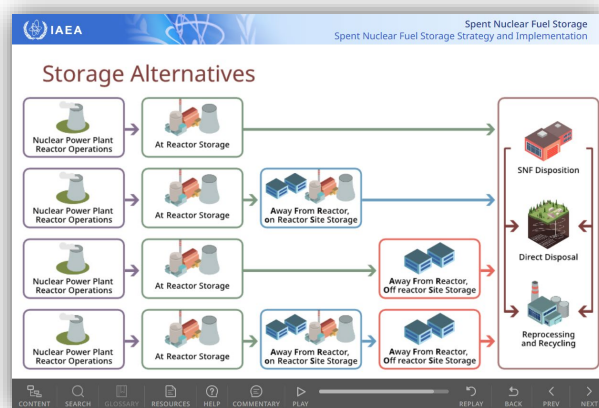 IAEA
Spent Nuclear Fuel Storage
Spent Nuclear Fuel Storage Strategy and Implementation
Storage Alternatives
Nuclear Power Plant
Reactor Operations
At Reactor Storage
SNF Disposition
Nuclear Power Plant
Reactor Operations
At Reactor Storage
Away From Reactor,
on Reactor Site Storage
Direct Disposal
Nuclear Power Plant
Reactor Operations
At Reactor Storage
Away From Reactor,
Off reactor Site Storage
Nuclear Power Plant
Reactor Operations
At Reactor Storage
Away From Reactor,
on Reactor Site Storage
Away From Reactor,
Off reactor Site Storage
Reprocessing
and Recycling
CONTENT SEARCH GLOSSARY RESOURCES HELP COMMENTARY PLAY REPLAY BACK PREV NEXT